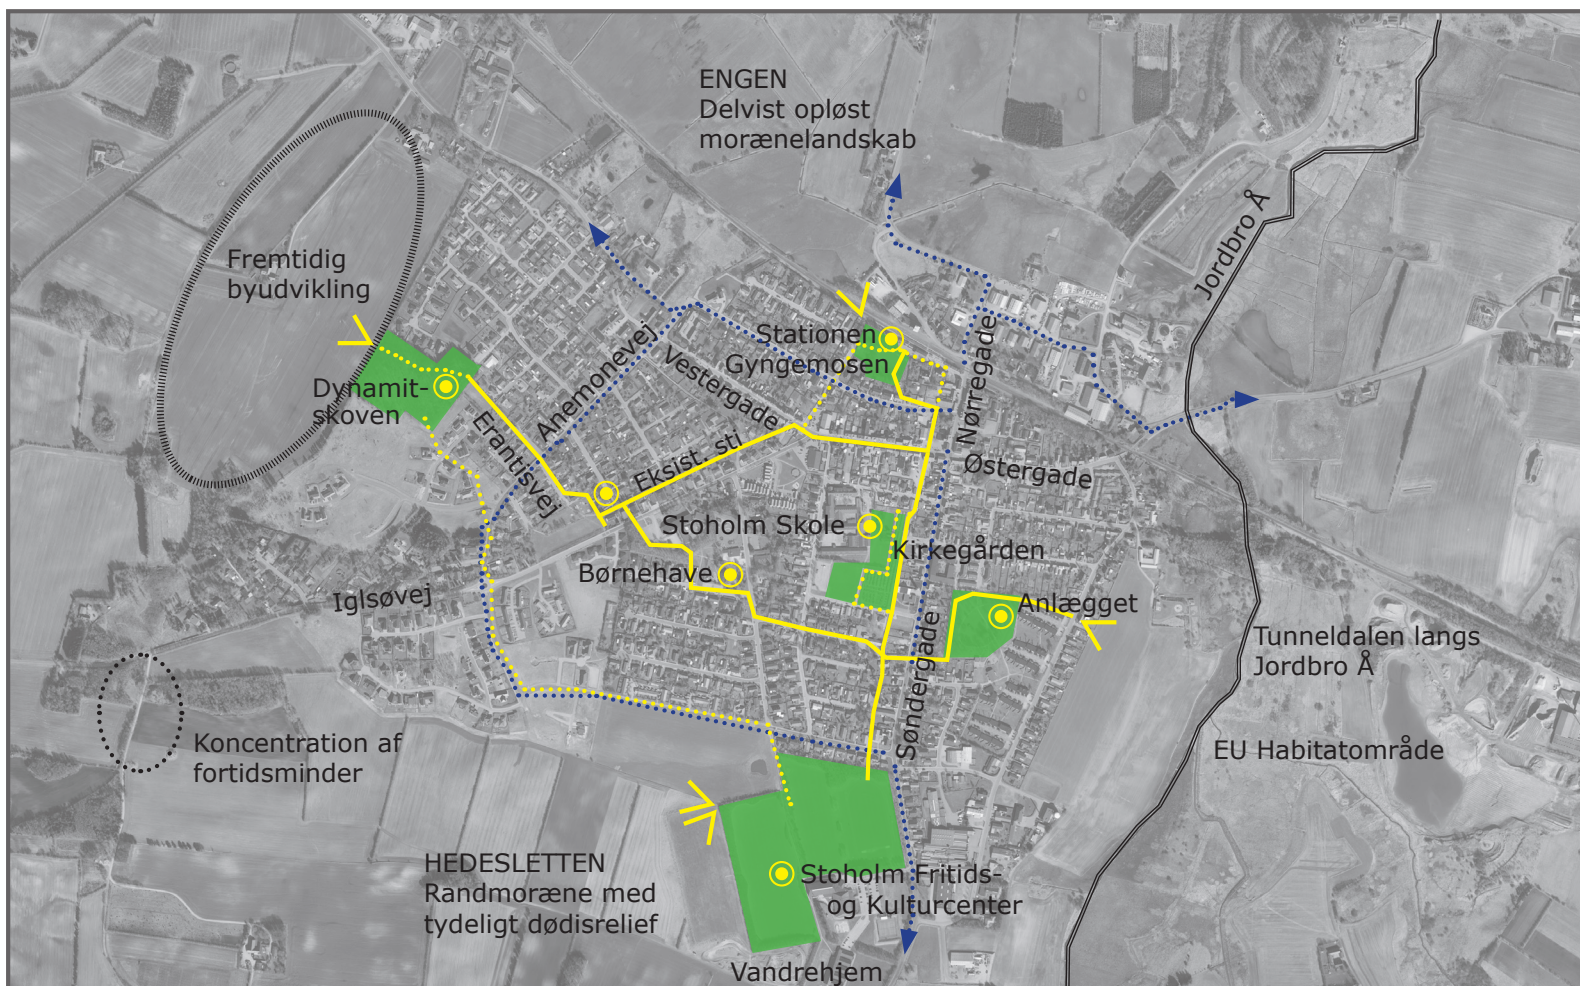 ENGEN
Delvist opløst
morænelandskab
Jordbro Å
Fremtidig
byudvikling
Stationen
Gyngemosen
Nørregade
Anemonevej
Vestergade
Dynamit-
skoven
Erantisvej
Eksist. sti
Østergade
Stoholm Skole
Kirkegården
Børnehave
Iglsøvej
Anlægget
Tunneldalen langs
Jordbro Å
Søndergade
Koncentration af
fortidsminder
EU Habitatområde
HEDESLETTEN
Randmoræne med
tydeligt dødisrelief
Stoholm Fritids-
og Kulturcenter
Vandrehjem